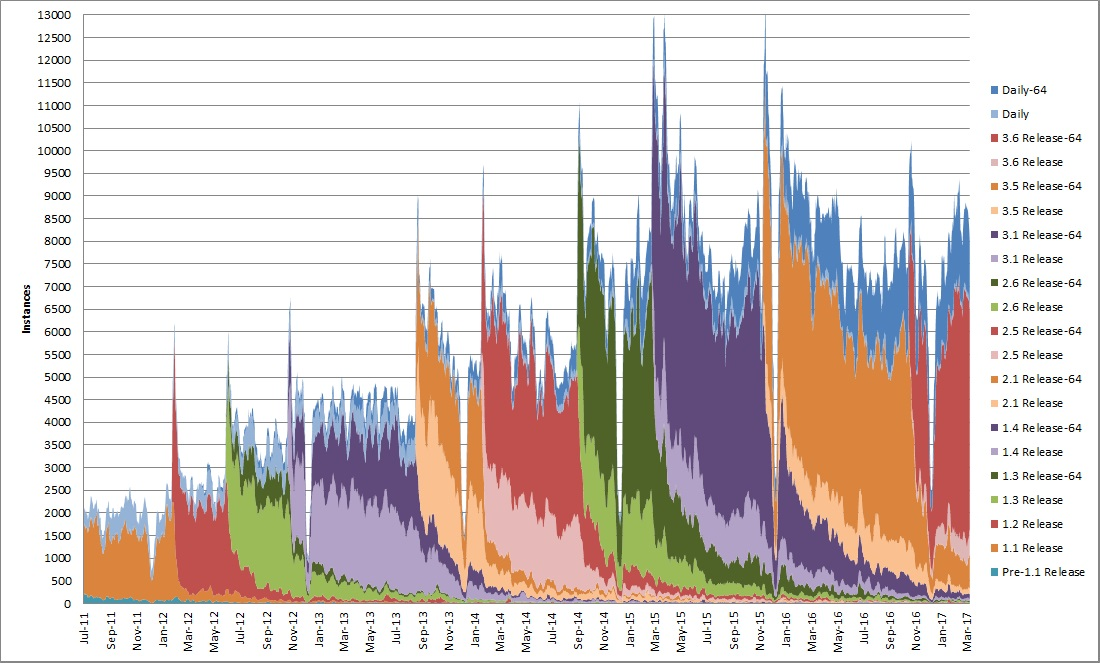 13000
12500
12000
11500
11000
10500
10000
9500
9000
8500
8000
7500
7000
6500
6000
5500
5000
4500
4000
3500
3000
2500
2000
1500
1000
500
0
Instances
Jul-11
Sep-11
Nov-11
Jan-12
Mar-12
May-12
Jul-12
Sep-12
Nov-12
Jan-13
Mar-13
May-13
Jul-13
Sep-13
Nov-13
Jan-14
Mar-14
May-14
Jul-14
Sep-14
Nov-14
Jan-15
Mar-15
May-15
Jul-15
Sep-15
Nov-15
Jan-16
Mar-16
May-16
Jul-16
Sep-16
Nov-16
Jan-17
Mar-17
Daily-64
Daily
3.6 Release-64
3.6 Release
3.5 Release-64
3.5 Release
3.1 Release-64
3.1 Release
2.6 Release-64
2.6 Release
2.5 Release-64
2.5 Release
2.1 Release-64
2.1 Release
1.4 Release-64
1.4 Release
1.3 Release-64
1.3 Release
1.2 Release
1.1 Release
Pre-1.1 Release